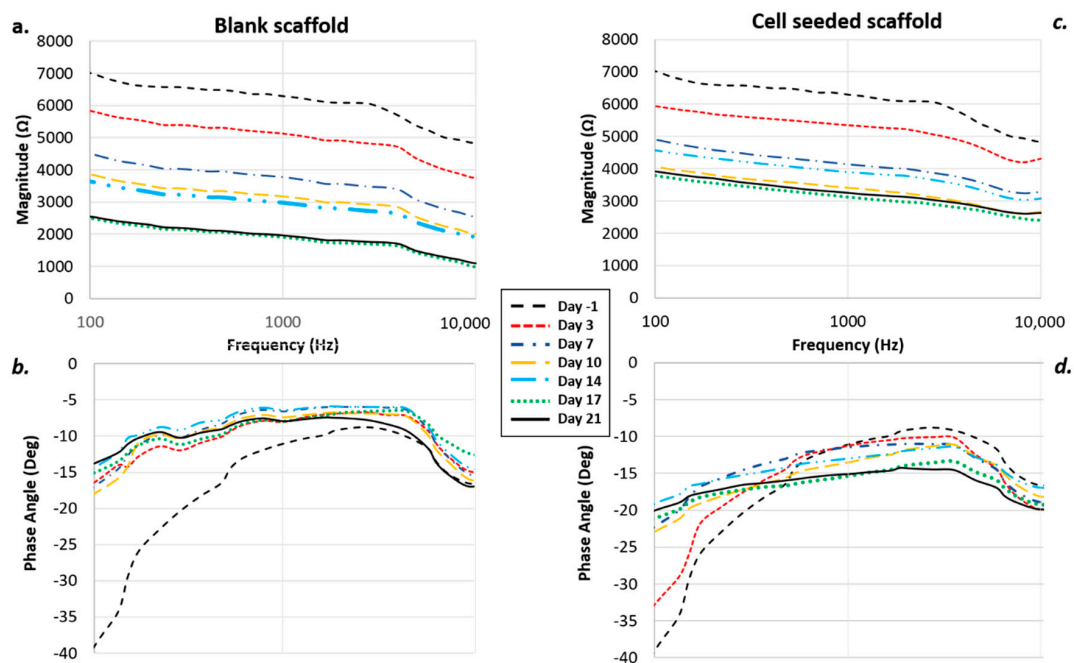 a.
Blank scaffold
8000
7000
6000
5000
4000
3000
2000
1000
0
Magnitude (Ω)
100
1000
10,000
Frequency (Hz)
Cell seeded scaffold
c.
8000
7000
6000
5000
4000
3000
2000
1000
0
Magnitude (Ω)
100
1000
10,000
Frequency (Hz)
Day -1
Day 3
Day 7
Day 10
Day 14
Day 17
Day 21
b.
0
-5
-10
-15
-20
-25
-30
-35
-40
Phase Angle (Deg)
d.
0
-5
-10
-15
-20
-25
-30
-35
-40
Phase Angle (Deg)